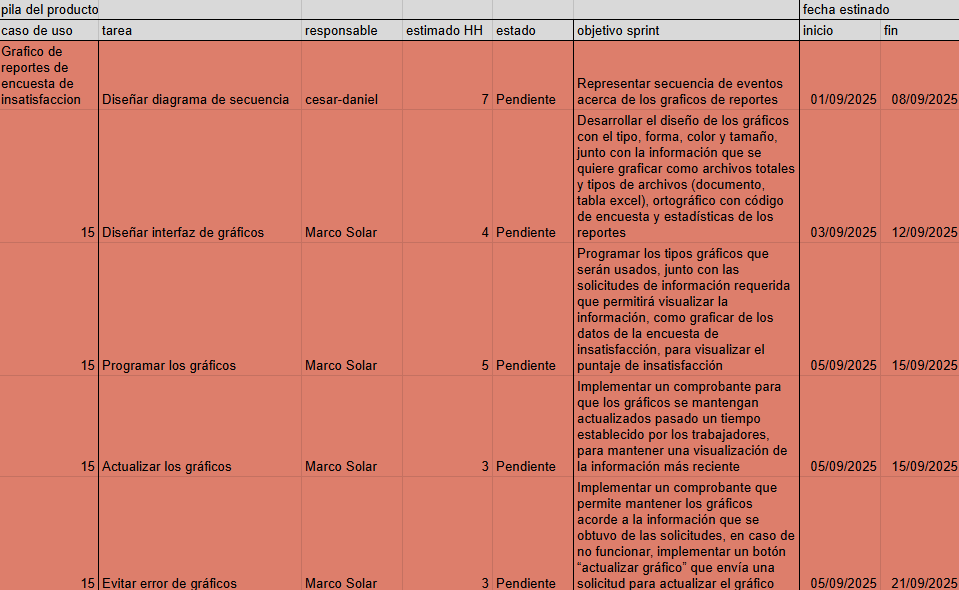 pila del producto fecha estinado
caso de uso tarea responsable estimado HH estado objetivo sprint inicio fin
Grafico de
reportes de
encuesta de
insatisfaccion Diseñar diagrama de secuencia cesar-daniel 7 Pendiente Representar secuencia de eventos
acerca de los graficos de reportes 01/09/2025 08/09/2025
Desarrollar el diseño de los gráficos
con el tipo, forma, color y tamaño,
junto con la información que se
quiere graficar como archivos totales
y tipos de archivos (documento,
tabla excel), ortográfico con código
de encuesta y estadísticas de los
15 Diseñar interfaz de gráficos Marco Solar 4 Pendiente reportes 03/09/2025 12/09/2025
Programar los tipos gráficos que
serán usados, junto con las
solicitudes de información requerida
que permitirá visualizar la
información, como graficar de los
datos de la encuesta de
insatisfacción, para visualizar el
15 Programar los gráficos Marco Solar 5 Pendiente puntaje de insatisfacción 05/09/2025 15/09/2025
Implementar un comprobante para
que los gráficos se mantengan
actualizados pasado un tiempo
establecido por los trabajadores,
para mantener una visualización de
15 Actualizar los gráficos Marco Solar 3 Pendiente la información más reciente 05/09/2025 15/09/2025
Implementar un comprobante que
permite mantener los gráficos
acorde a la información que se
obtuvo de las solicitudes, en caso de
no funcionar, implementar un botón
“actualizar gráfico” que envía una
15 Evitar error de gráficos Marco Solar 3 Pendiente solicitud para actualizar el gráfico 05/09/2025 21/09/2025